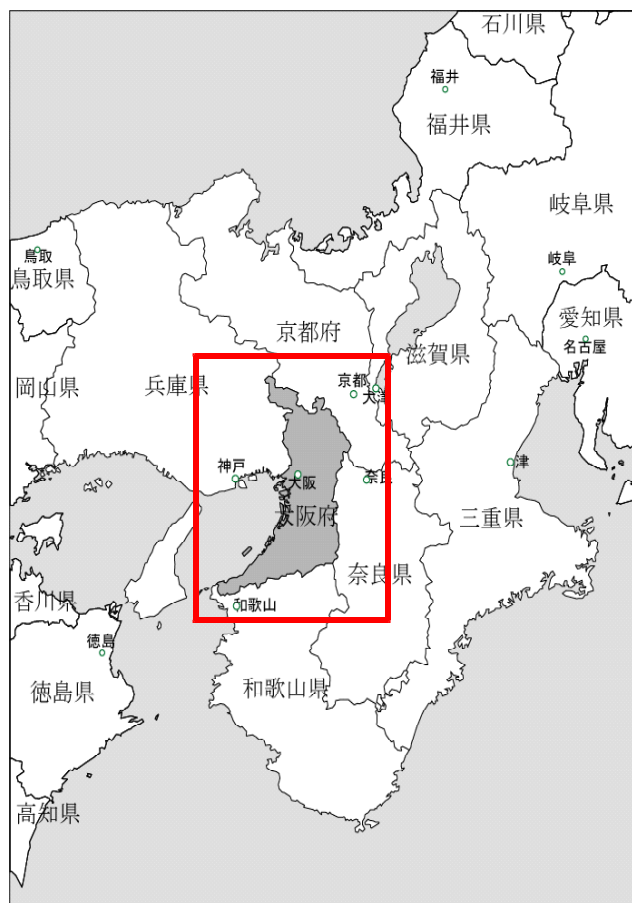 石川県
福井
福井県
岐阜県
鳥取
鳥取県
岐阜
愛知県
名古屋
京都府
滋賀県
岡山県
兵庫県
京都
大津
神戸
大阪
奈良
津
大阪府
三重県
奈良県
香川県
和歌山
徳島
徳島県
和歌山県
高知県